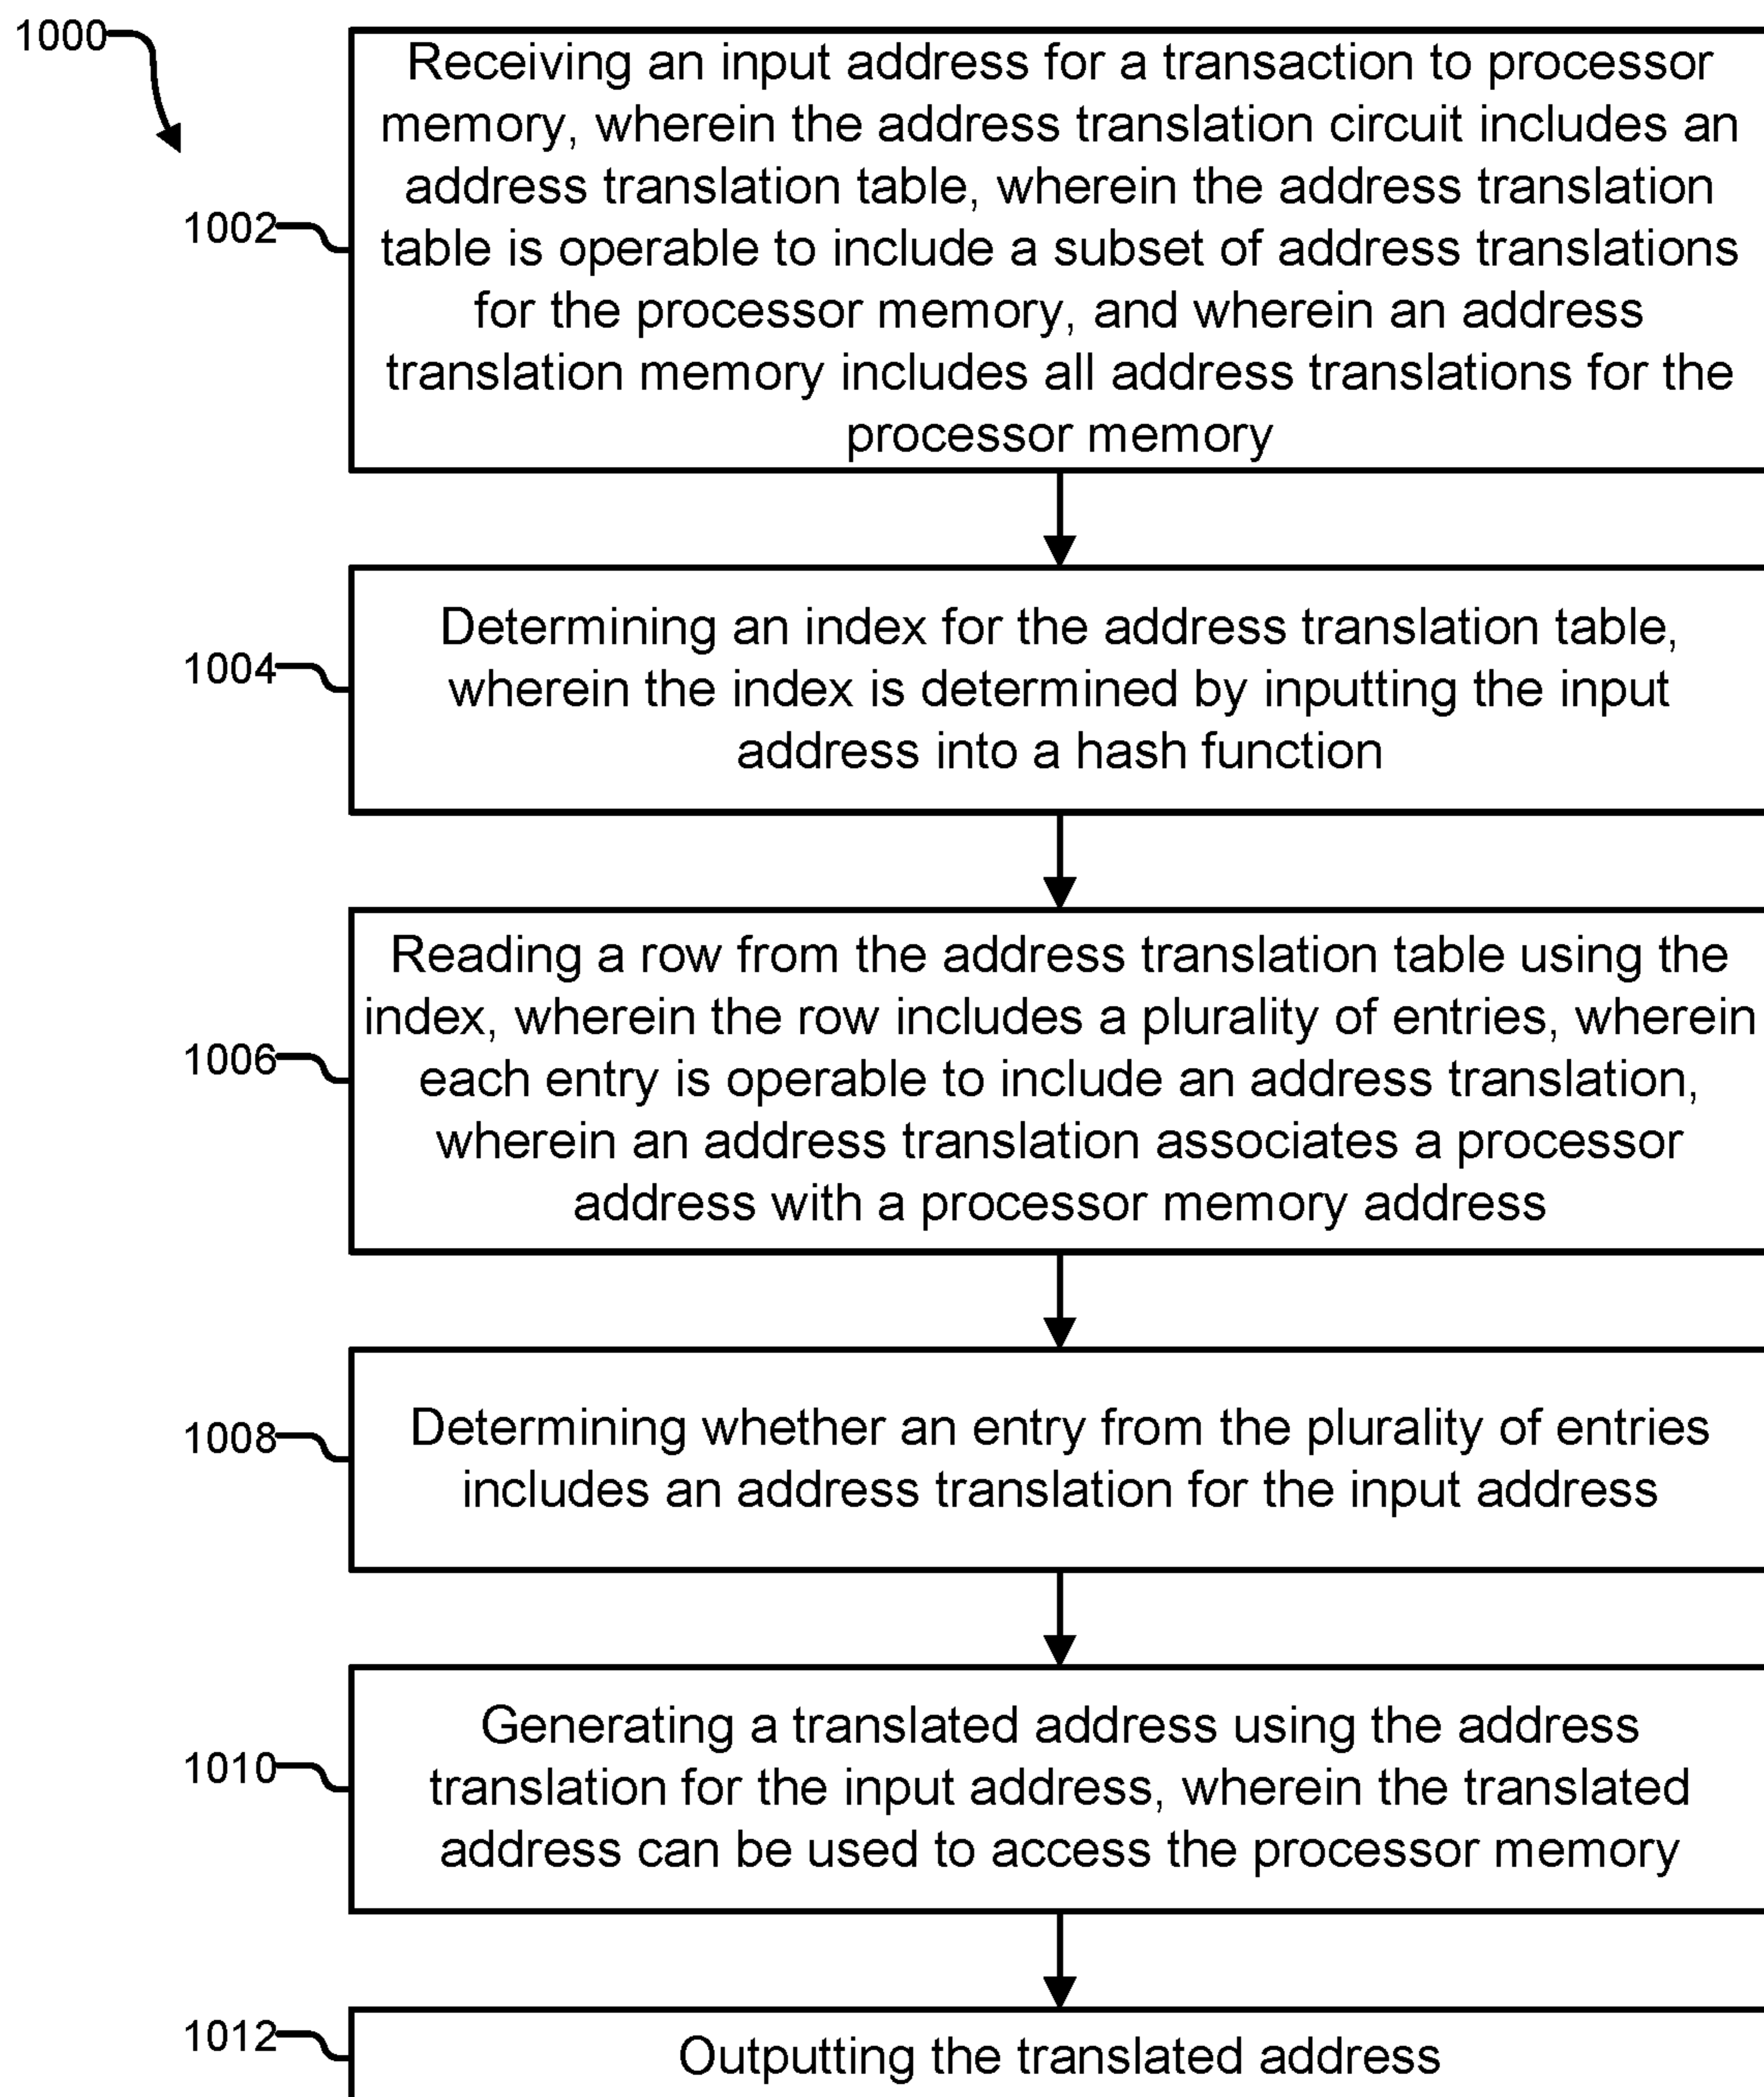 1000
Receiving an input address for a transaction to processor
memory, wherein the address translation circuit includes an
address translation table, wherein the address translation
1002
table is operable to include a subset of address translations
for the processor memory, and wherein an address
translation memory includes all address translations for the
processor memory
Determining an index for the address translation table,
1004
wherein the index is determined by inputting the input
address into a hash function
Reading a row from the address translation table using the
index, wherein the row includes a plurality of entries, wherein
1006
each entry is operable to include an address translation,
wherein an address translation associates a processor
address with a processor memory address
1008
Determining whether an entry from the plurality of entries
includes an address translation for the input address
Generating a translated address using the address
1010
translation for the input address, wherein the translated
address can be used to access the processor memory
1012
Outputting the translated address